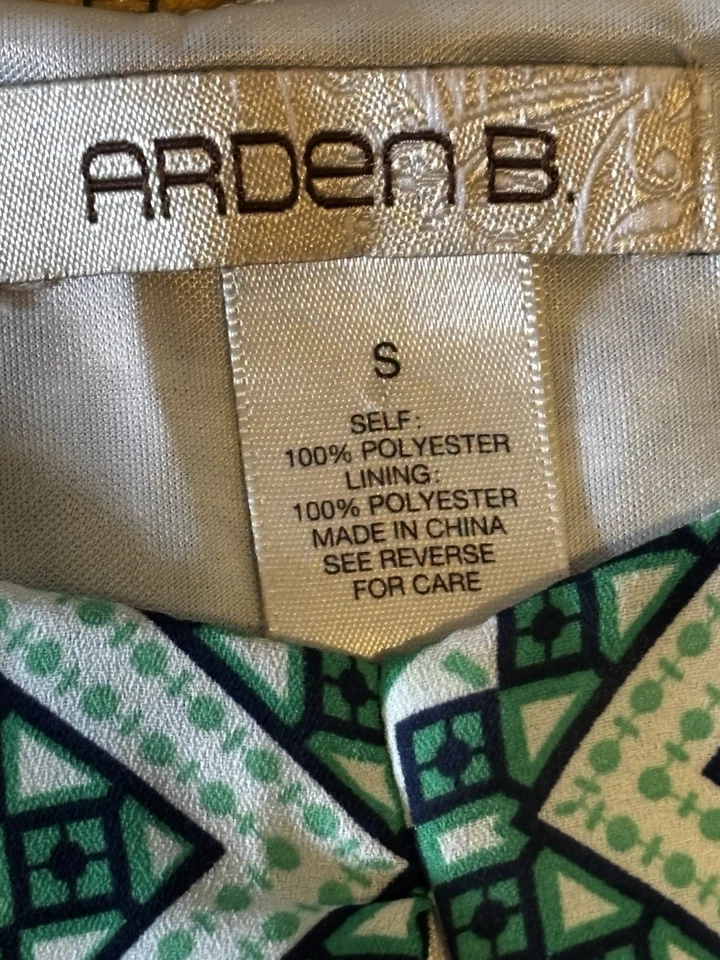 ARDEN B.
S
SELF:
100% POLYESTER
LINING:
100% POLYESTER
MADE IN CHINA
SEE REVERSE
FOR CARE